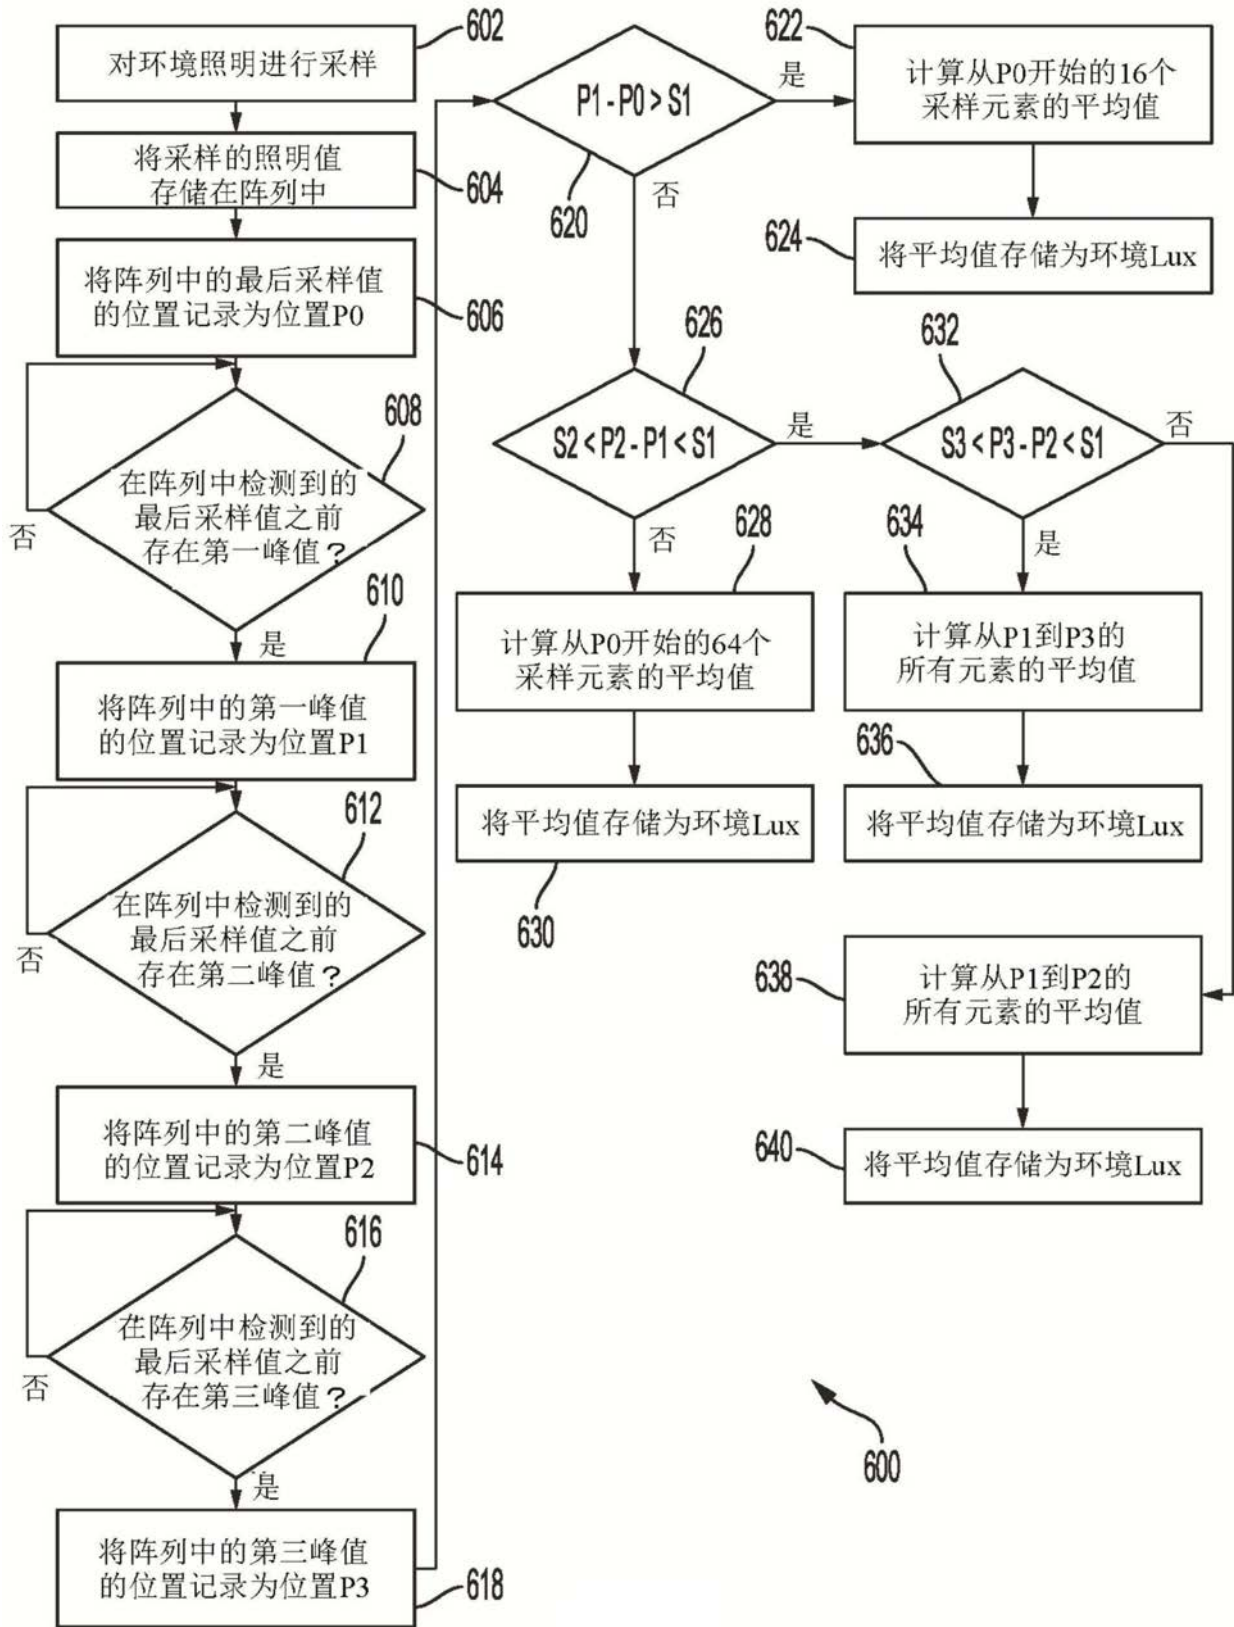 602
对环境照明进行采样
将采样的照明值
存储在阵列中
604
将阵列中的最后采样值
的位置记录为位置P0
606
608
在阵列中检测到的
最后采样值之前
存在第一峰值？
否
是
610
将阵列中的第一峰值
的位置记录为位置P1
612
在阵列中检测到的
最后采样值之前
存在第二峰值？
否
是
将阵列中的第二峰值
的位置记录为位置P2
614
616
在阵列中检测到的
最后采样值之前
存在第三峰值？
否
是
将阵列中的第三峰值
的位置记录为位置P3
618
P1 - P0 > S1
620
是
否
622
计算从P0开始的16个
采样元素的平均值
624
将平均值存储为环境Lux
626
S2 < P2 - P1 < S1
是
否
628
计算从P0开始的64个
采样元素的平均值
将平均值存储为环境Lux
630
632
S3 < P3 - P2 < S1
否
是
634
计算从P1到P3的
所有元素的平均值
636
将平均值存储为环境Lux
638
计算从P1到P2的
所有元素的平均值
640
将平均值存储为环境Lux
600